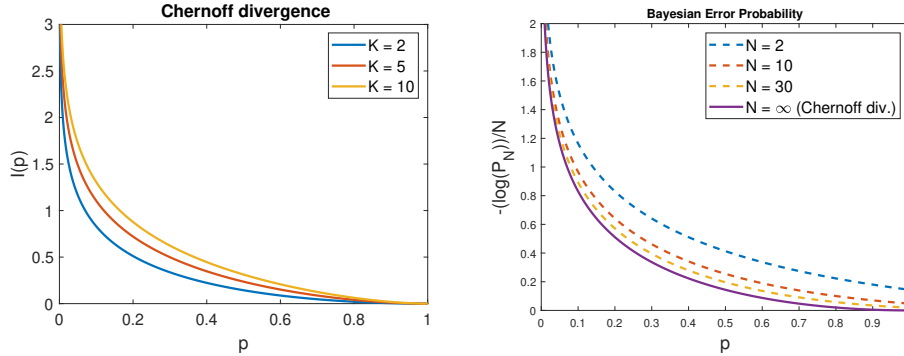 Chernoff divergence
3
2.5
2
1.5
1
0.5
0
I(p)
K = 2
K = 5
K = 10
0 0.2 0.4 0.6 0.8 1
p
Bayesian Error Probability
2
1.8
1.6
1.4
1.2
1
0.8
0.6
0.4
0.2
0
-(log(P_N))/N
N = 2
N = 10
N = 30
N = ∞ (Chernoff div.)
0 0.1 0.2 0.3 0.4 0.5 0.6 0.7 0.8 0.9
p